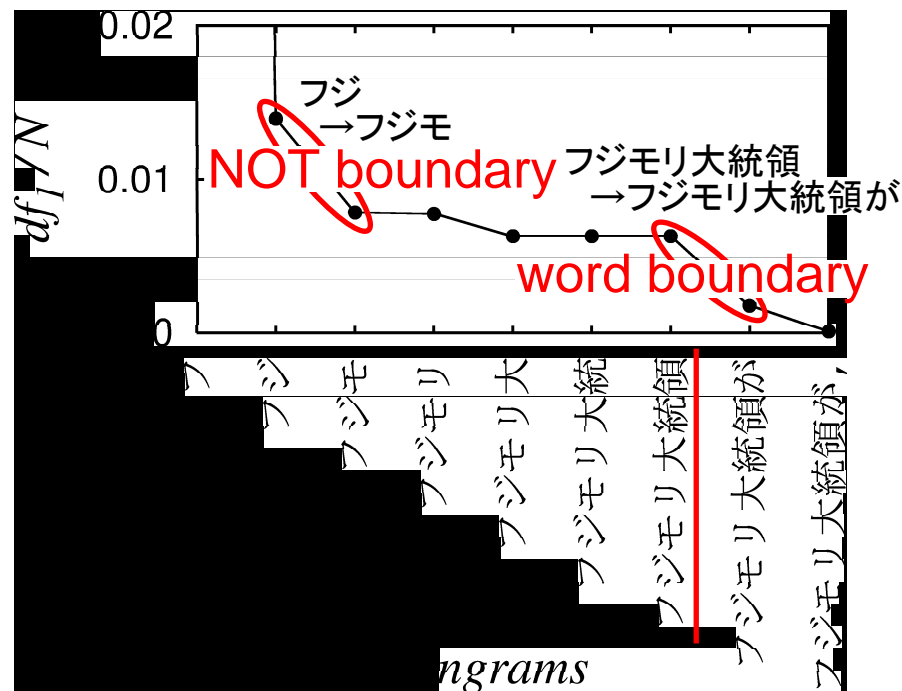 0.02
フジ
→フジモ
NOT boundary
フジモリ大統領
→フジモリ大統領が
0.01
df₁/N
word boundary
0
フ
フジ
フジモ
フジモリ
フジモリ大
フジモリ大統
フジモリ大統領
フジモリ大統領が
フジモリ大統領が,
ngrams